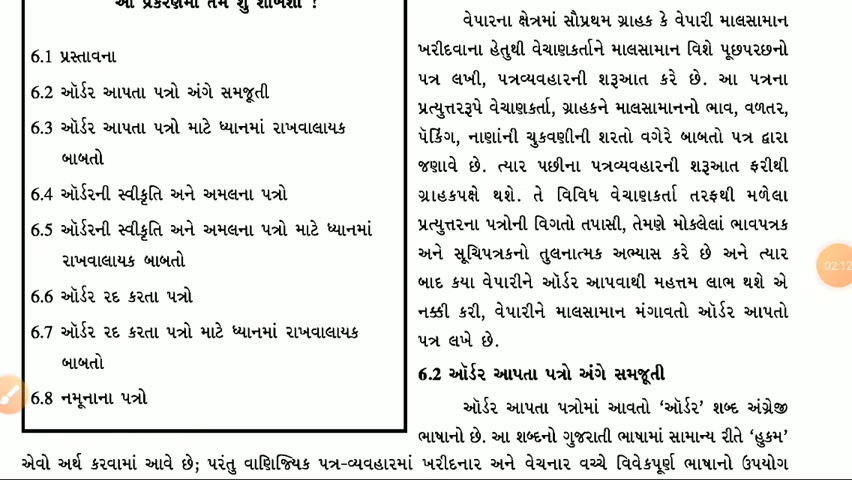 આ પ્રકરણમાં તમે શું શીખશો ?
6.1 પ્રસ્તાવના
6.2 ઑર્ડર આપતા પત્રો અંગે સમજૂતી
6.3 ઑર્ડર આપતા પત્રો માટે ધ્યાનમાં રાખવાલાયક
બાબતો
6.4 ઑર્ડરની સ્વીકૃતિ અને અમલના પત્રો
6.5 ઑર્ડરની સ્વીકૃતિ અને અમલના પત્રો માટે ધ્યાનમાં
રાખવાલાયક બાબતો
6.6 ઑર્ડર રદ કરતા પત્રો
6.7 ઑર્ડર રદ કરતા પત્રો માટે ધ્યાનમાં રાખવાલાયક
બાબતો
6.8 નમૂનાના પત્રો
વેપારના ક્ષેત્રમાં સૌપ્રથમ ગ્રાહક કે વેપારી માલસામાન
ખરીદવાના હેતુથી વેચાણકર્તાને માલસામાન વિશે પૂછપરછનો
પત્ર લખી, પત્રવ્યવહારની શરૂઆત કરે છે. આ પત્રના
પ્રત્યુત્તરરૂપે વેચાણકર્તા, ગ્રાહકને માલસામાનનો ભાવ, વળતર,
પૅકિંગ, નાણાંની ચુકવણીની શરતો વગેરે બાબતો પત્ર દ્વારા
જણાવે છે. ત્યાર પછીના પત્રવ્યવહારની શરૂઆત ફરીથી
ગ્રાહકપક્ષે થશે. તે વિવિધ વેચાણકર્તા તરફથી મળેલા
પ્રત્યુત્તરના પત્રોની વિગતો તપાસી, તેમણે મોકલેલાં ભાવપત્રક
અને સૂચિપત્રકનો તુલનાત્મક અભ્યાસ કરે છે અને ત્યાર
બાદ કયા વેપારીને ઑર્ડર આપવાથી મહત્તમ લાભ થશે એ
નક્કી કરી, વેપારીને માલસામાન મંગાવતો ઑર્ડર આપતો
પત્ર લખે છે.
6.2 ઑર્ડર આપતા પત્રો અંગે સમજૂતી
ઑર્ડર આપતા પત્રોમાં આવતો ‘ઑર્ડર’ શબ્દ અંગ્રેજી
ભાષાનો છે. આ શબ્દનો ગુજરાતી ભાષામાં સામાન્ય રીતે ‘હુકમ’
એવો અર્થ કરવામાં આવે છે; પરંતુ વાણિજ્યિક પત્ર-વ્યવહારમાં ખરીદનાર અને વેચનાર વચ્ચે વિવેકપૂર્ણ ભાષાનો ઉપયોગ
02:12